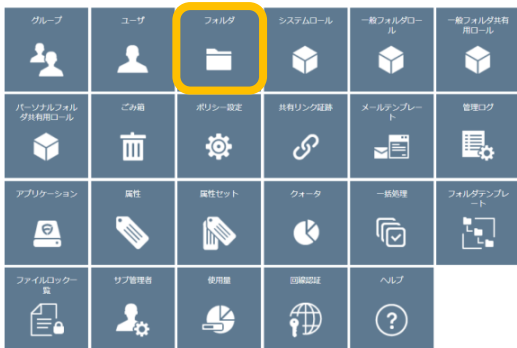 グループ
ユーザ
フォルダ
システムロール
一般フォルダロー
ル
一般フォルダ共有
用ロール
パーソナルフォル
ダ共有用ロール
ごみ箱
ポリシー設定
共有リンク証跡
メールテンプレー
ト
管理ログ
アプリケーション
属性
属性セット
クォータ
一括処理
フォルダテンプレ
ート
ファイルロック一
覧
サブ管理者
使用量
回線認証
ヘルプ